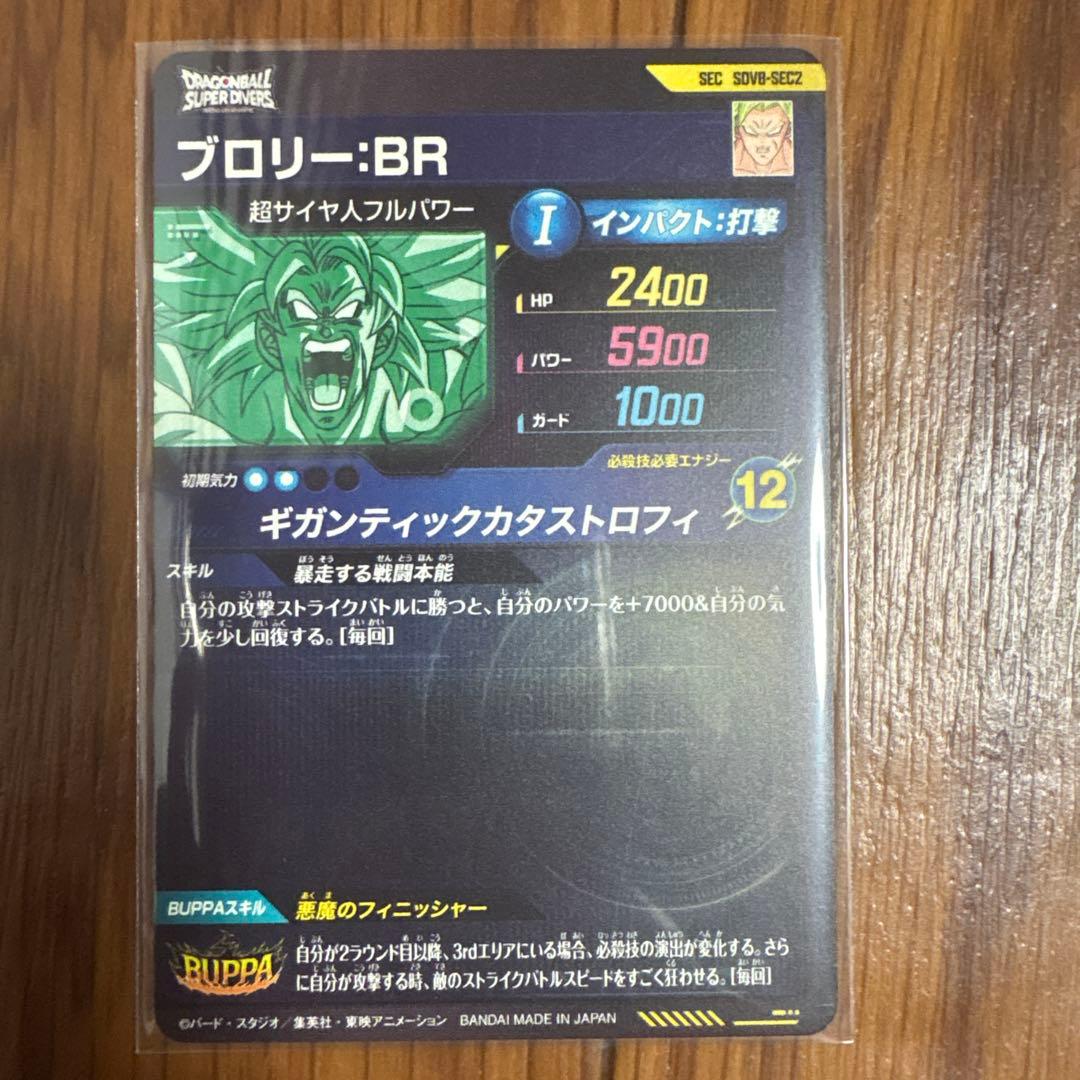 DRAGONBALL
SUPER DIVERS
SEC SDV8-SEC2
ブロリー:BR
超サイヤ人フルパワー
I インパクト:打撃
HP 2400
パワー 5900
ガード 1000
初期気力
必殺技必要エナジー
12
ギガンティックカタストロフィ
スキル 暴走する戦闘本能
自分の攻撃ストライクバトルに勝つと、自分のパワーを+7000&自分の気
力を少し回復する。[毎回]
BUPPAスキル 悪魔のフィニッシャー
BUPPA
自分が2ラウンド目以降、3rdエリアにいる場合、必殺技の演出が変化する。さら
に自分が攻撃する時、敵のストライクバトルスピードをすごく狂わせる。[毎回]
©バード・スタジオ/集英社・東映アニメーション BANDAI MADE IN JAPAN